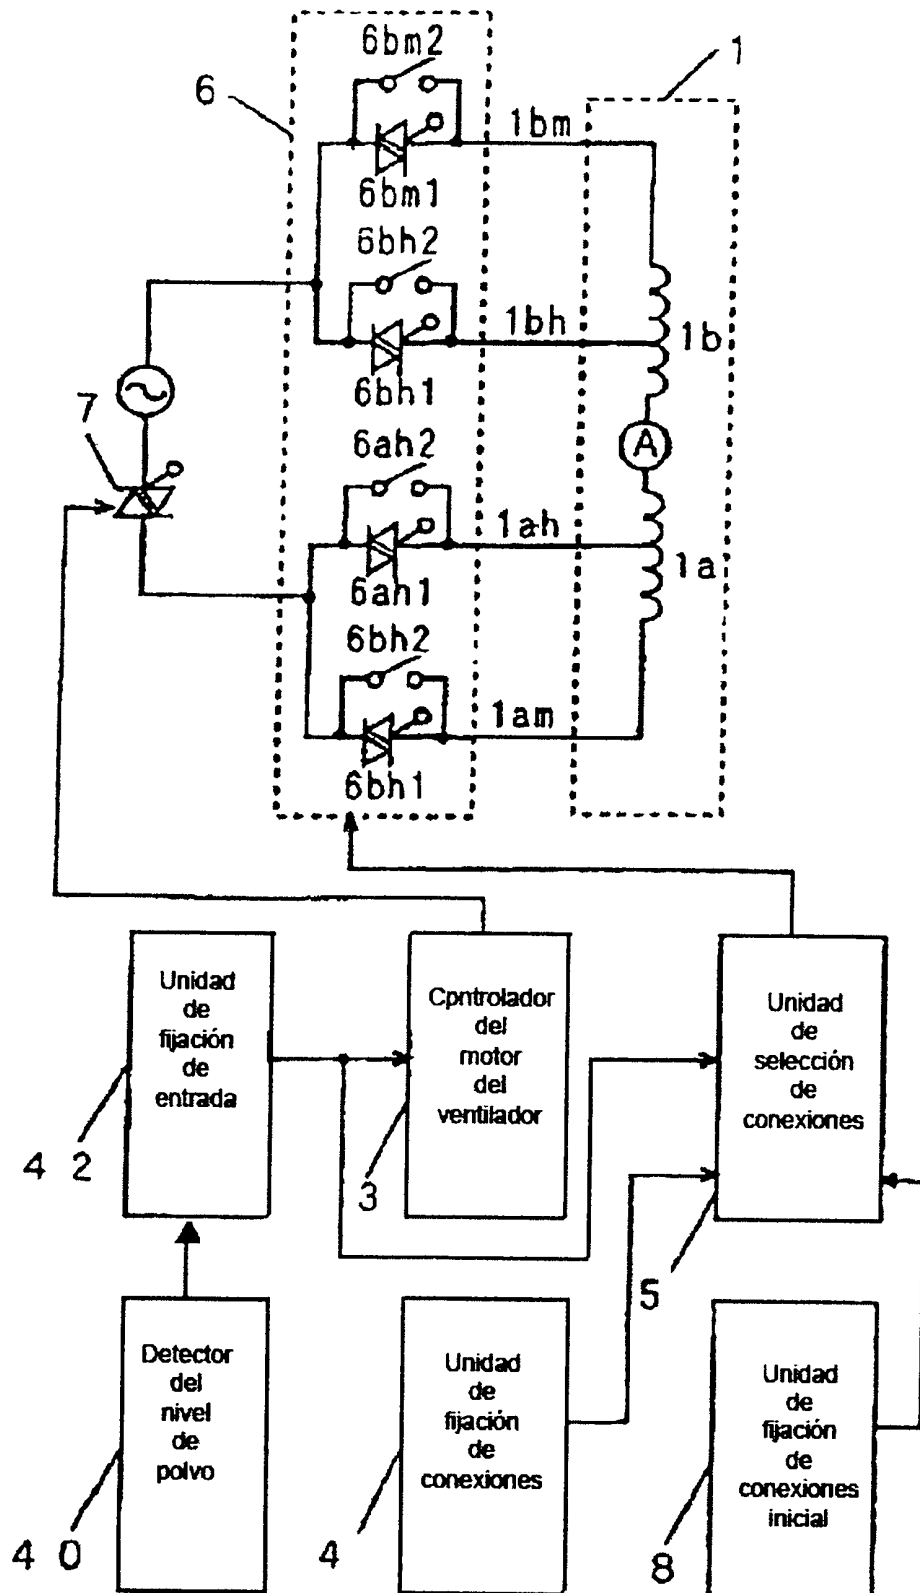 6bm2
1
6
1bm
6bm1
6bh2
1bh
1b
6bh1
7
A
6ah2
1ah
1a
6ah1
6bh2
1am
6bh1
Unidad
de
fijación
de
entrada
Cpntrolador
del
motor
del
ventilador
Unidad
de
selección
de
conexiones
4 2
3
5
Detector
del
nivel
de
polvo
Unidad
de
fijación
de
conexiones
Unidad
de
fijación
de
conexiones
inicial
4 0
4
8